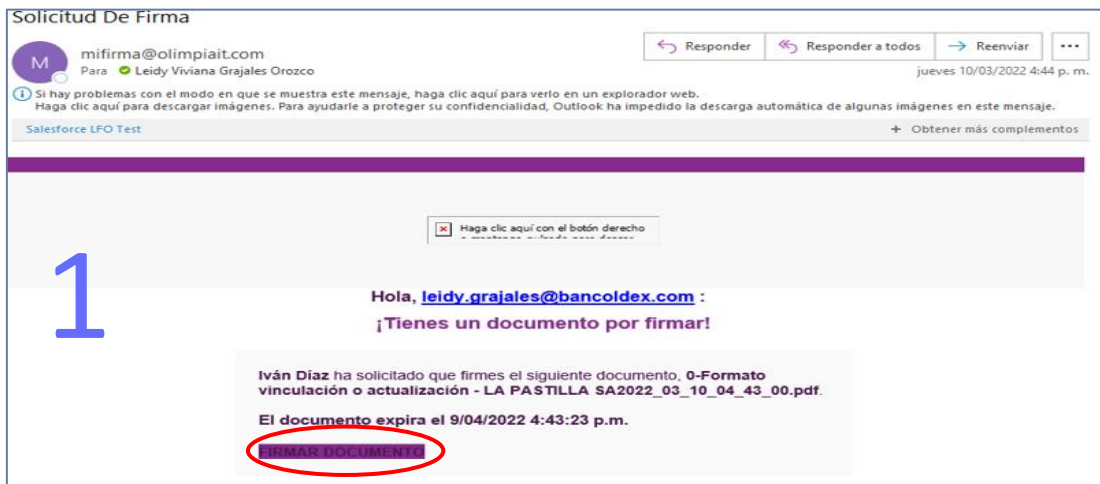 Solicitud De Firma
Responder
Responder a todos
Reenviar
...
M
mifirma@olimpiait.com
Para Leidy Viviana Grajales Orozco
jueves 10/03/2022 4:44 p. m.
Si hay problemas con el modo en que se muestra este mensaje, haga clic aquí para verlo en un explorador web.
Haga clic aquí para descargar imágenes. Para ayudarle a proteger su confidencialidad, Outlook ha impedido la descarga automática de algunas imágenes en este mensaje.
Salesforce LFO Test
+ Obtener más complementos
Haga clic aquí con el botón derecho
1
Hola, leidy.grajales@bancoldex.com :
¡Tienes un documento por firmar!
Iván Díaz ha solicitado que firmes el siguiente documento, 0-Formato
vinculación o actualización - LA PASTILLA SA2022_03_10_04_43_00.pdf.
El documento expira el 9/04/2022 4:43:23 p.m.
FIRMAR DOCUMENTO